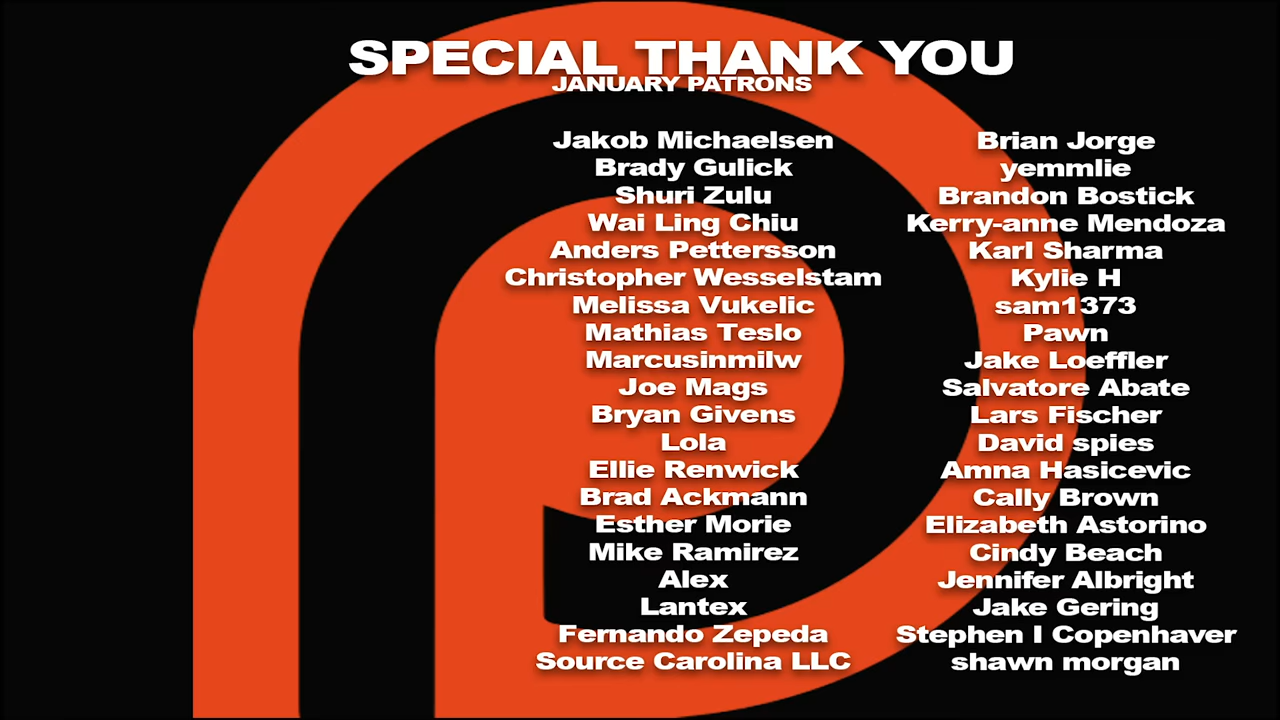 SPECIAL THANK YOU
JANUARY PATRONS
Jakob Michaelsen
Brady Gulick
Shuri Zulu
Wai Ling Chiu
Anders Pettersson
Christopher Wesselstam
Melissa Vukelic
Mathias Teslo
Marcusinmilw
Joe Mags
Bryan Givens
Lola
Ellie Renwick
Brad Ackmann
Esther Morie
Mike Ramirez
Alex
Lantex
Fernando Zepeda
Source Carolina LLC
Brian Jorge
yemmlie
Brandon Bostick
Kerry-anne Mendoza
Karl Sharma
Kylie H
sam1373
Pawn
Jake Loeffler
Salvatore Abate
Lars Fischer
David spies
Amna Hasicevic
Cally Brown
Elizabeth Astorino
Cindy Beach
Jennifer Albright
Jake Gering
Stephen I Copenhaver
shawn morgan